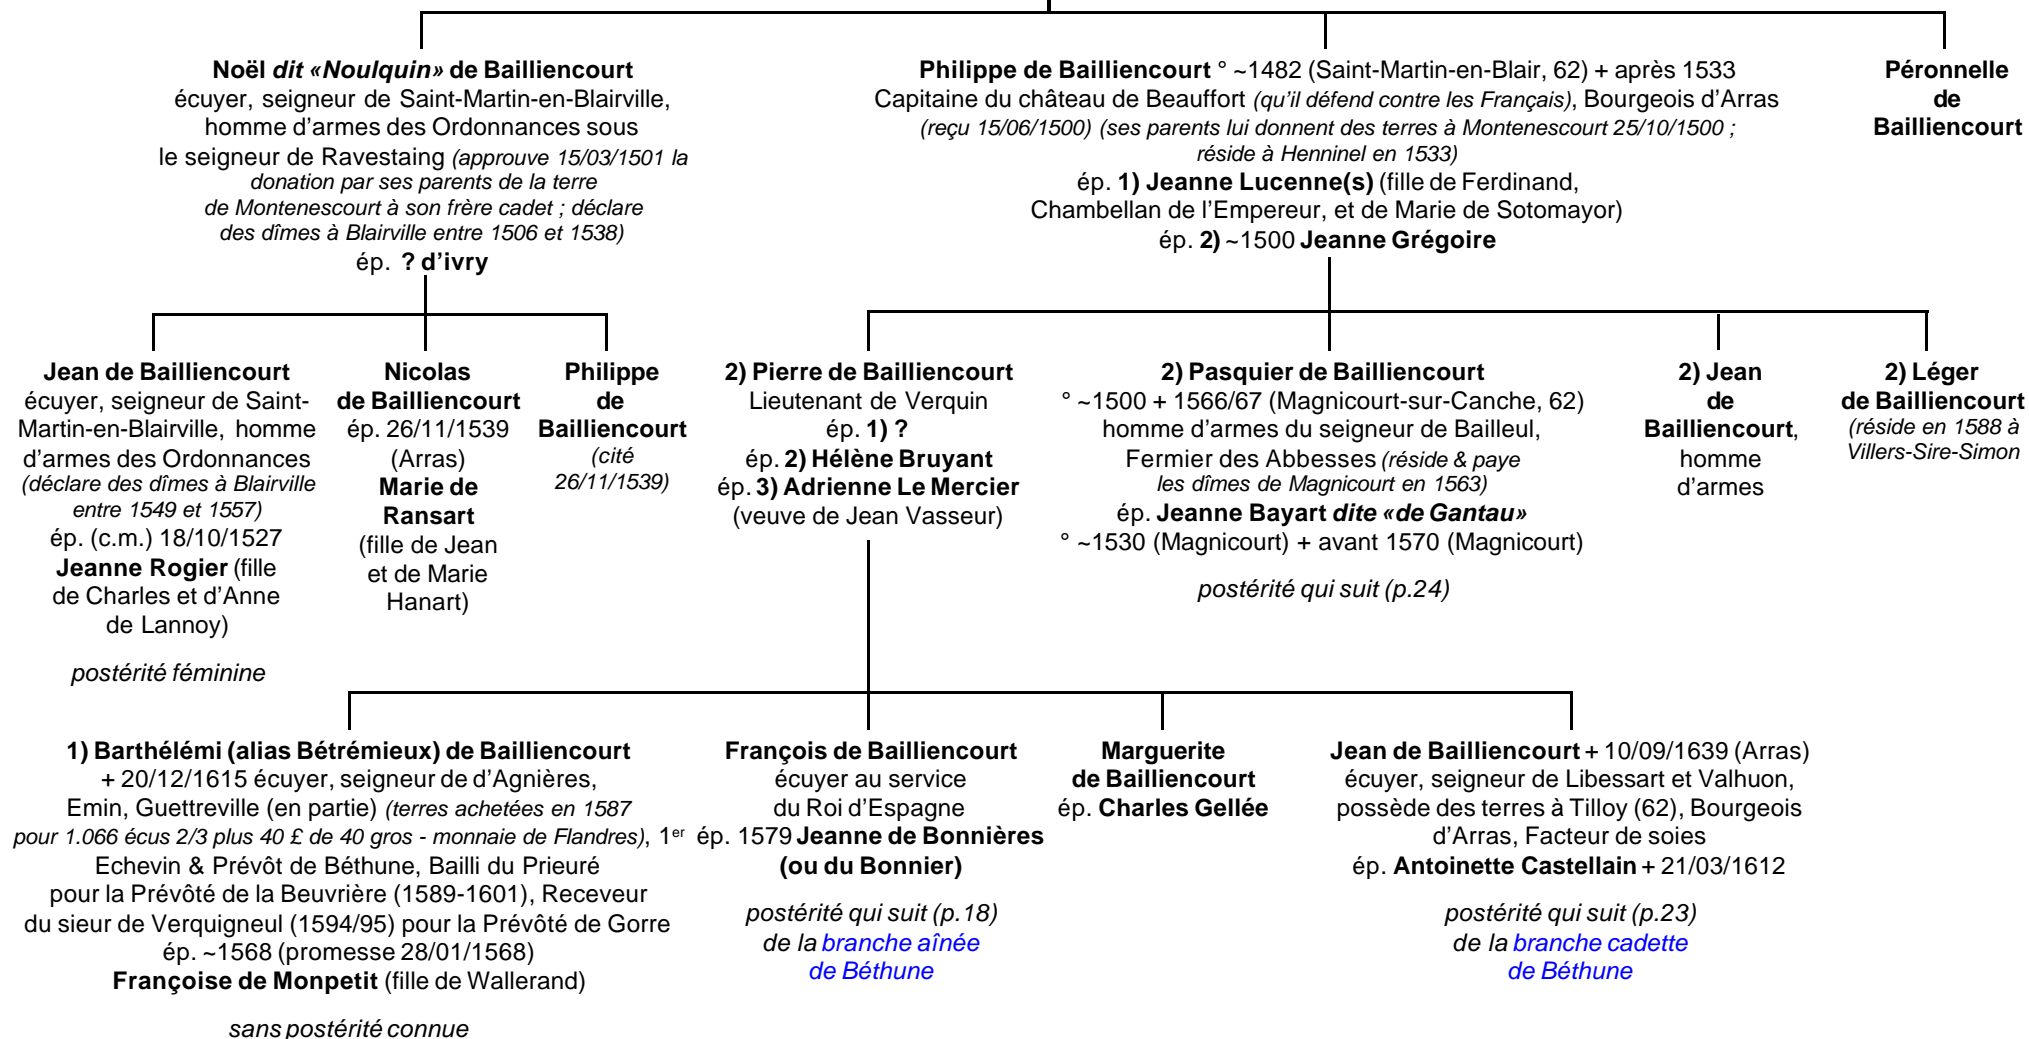 Noël dit «Noulquin» de Bailliencourt
écuyer, seigneur de Saint-Martin-en-Blairville,
homme d'armes des Ordonnances sous
le seigneur de Ravestaing (approuve 15/03/1501 la
donation par ses parents de la terre
de Montenescourt à son frère cadet ; déclare
des dîmes à Blairville entre 1506 et 1538)
ép. ? d'ivry
Philippe de Bailliencourt ° ~1482 (Saint-Martin-en-Blair, 62) + après 1533
Capitaine du château de Beauffort (qu'il défend contre les Français), Bourgeois d'Arras
(reçu 15/06/1500) (ses parents lui donnent des terres à Montenescourt 25/10/1500 ;
réside à Henninel en 1533)
ép. 1) Jeanne Lucenne(s) (fille de Ferdinand,
Chambellan de l'Empereur, et de Marie de Sotomayor)
ép. 2) ~1500 Jeanne Grégoire
Péronnelle
de
Bailliencourt
Jean de Bailliencourt
écuyer, seigneur de Saint-
Martin-en-Blairville, homme
d'armes des Ordonnances
(déclare des dîmes à Blairville
entre 1549 et 1557)
ép. (c.m.) 18/10/1527
Jeanne Rogier (fille
de Charles et d'Anne
de Lannoy)
postérité féminine
Nicolas
de Bailliencourt
ép. 26/11/1539
(Arras)
Marie de
Ransart
(fille de Jean
et de Marie
Hanart)
Philippe
de
Bailliencourt
(cité
26/11/1539)
2) Pierre de Bailliencourt
Lieutenant de Verquin
ép. 1) ?
ép. 2) Hélène Bruyant
ép. 3) Adrienne Le Mercier
(veuve de Jean Vasseur)
2) Pasquier de Bailliencourt
° ~1500 + 1566/67 (Magnicourt-sur-Canche, 62)
homme d'armes du seigneur de Bailleul,
Fermier des Abbesses (réside & paye
les dîmes de Magnicourt en 1563)
ép. Jeanne Bayart dite «de Gantau»
° ~1530 (Magnicourt) + avant 1570 (Magnicourt)
postérité qui suit (p.24)
2) Jean
de
Bailliencourt,
homme
d'armes
2) Léger
de Bailliencourt
(réside en 1588 à
Villers-Sire-Simon
1) Barthélémi (alias Bétrémieux) de Bailliencourt
+ 20/12/1615 écuyer, seigneur de d'Agnières,
Emin, Guettreville (en partie) (terres achetées en 1587
pour 1.066 écus 2/3 plus 40 £ de 40 gros - monnaie de Flandres), 1er
Echevin & Prévôt de Béthune, Bailli du Prieuré
pour la Prévôté de la Beuvrière (1589-1601), Receveur
du sieur de Verquigneul (1594/95) pour la Prévôté de Gorre
ép. ~1568 (promesse 28/01/1568)
Françoise de Monpetit (fille de Wallerand)
sans postérité connue
François de Bailliencourt
écuyer au service
du Roi d'Espagne
ép. 1579 Jeanne de Bonnières
(ou du Bonnier)
postérité qui suit (p.18)
de la branche aînée
de Béthune
Marguerite
de Bailliencourt
ép. Charles Gellée
Jean de Bailliencourt + 10/09/1639 (Arras)
écuyer, seigneur de Libessart et Valhuon,
possède des terres à Tilloy (62), Bourgeois
d'Arras, Facteur de soies
ép. Antoinette Castellain + 21/03/1612
postérité qui suit (p.23)
de la branche cadette
de Béthune